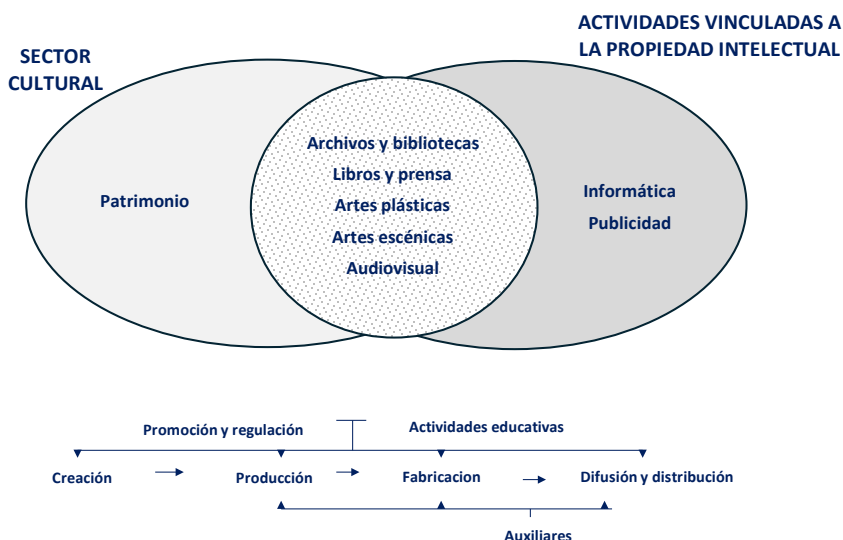 ACTIVIDADES VINCULADAS A
LA PROPIEDAD INTELECTUAL
SECTOR
CULTURAL
Archivos y bibliotecas
Libros y prensa
Artes plásticas
Artes escénicas
Audiovisual
Patrimonio
Informática
Publicidad
Promoción y regulación
Actividades educativas
Creación
Producción
Fabricacion
Difusión y distribución
Auxiliares